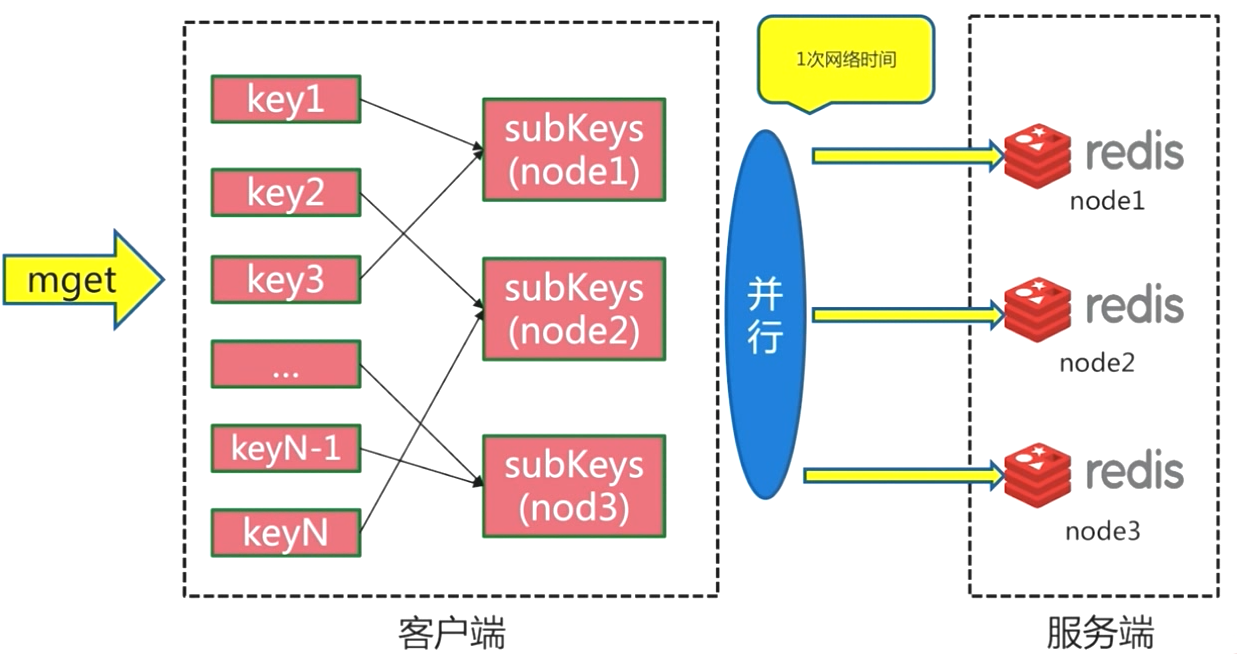 mget
key1
key2
key3
...
keyN-1
keyN
subKeys
(node1)
subKeys
(node2)
subKeys
(nod3)
客户端
1次网络时间
并
行
redis
node1
redis
node2
redis
node3
服务端